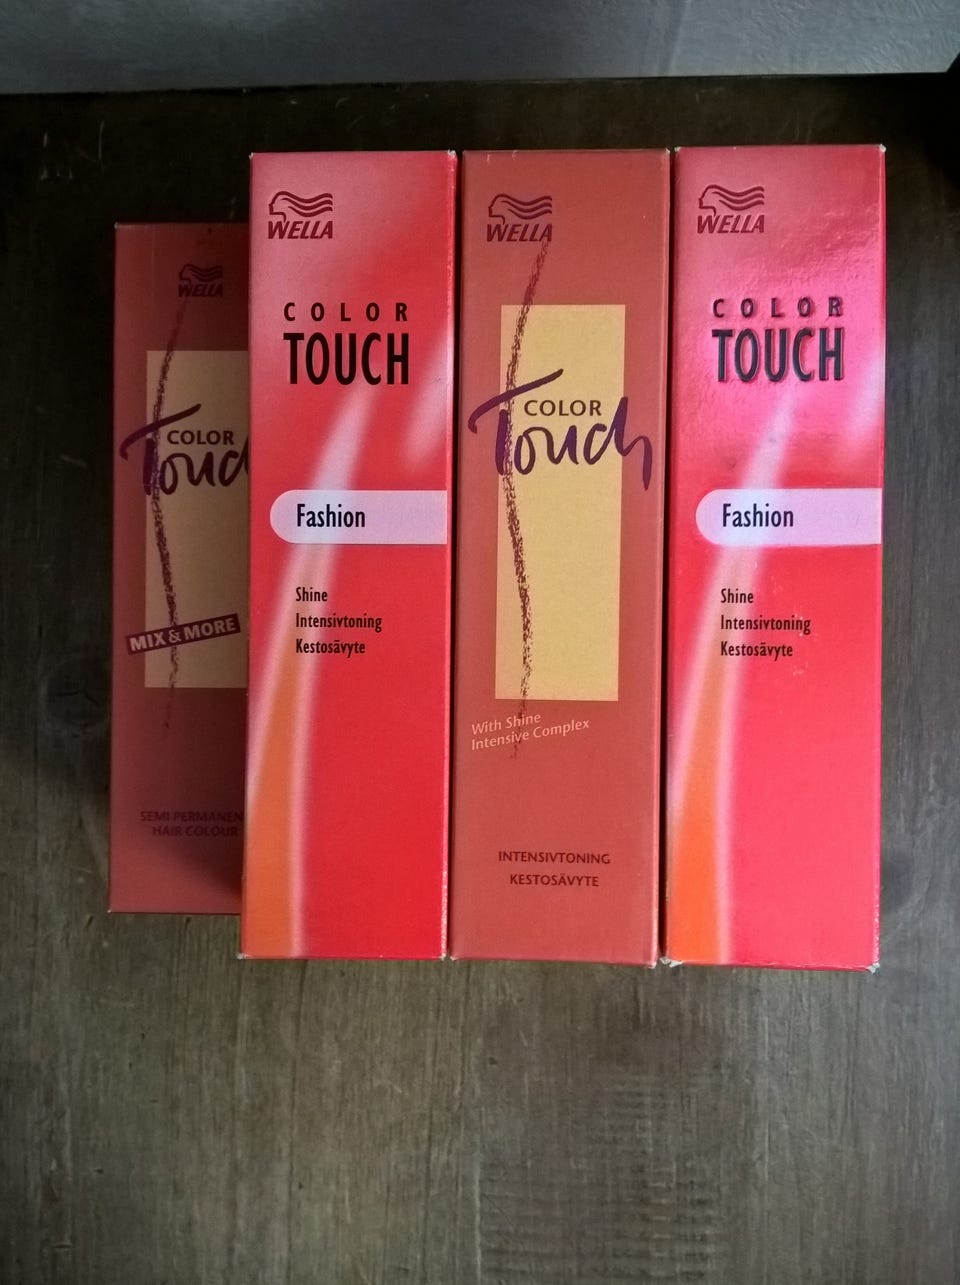 WELLA
COLOR
Touch
MIX & MORE
SEMI PERMANEN
HAIR COLOUR
WELLA
COLOR
TOUCH
Fashion
Shine
Intensivtoning
Kestosävyte
WELLA
COLOR
Touch
With Shine
Intensive Complex
INTENSIVTONING
KESTOSÄVYTE
WELLA
COLOR
TOUCH
Fashion
Shine
Intensivtoning
Kestosävyte